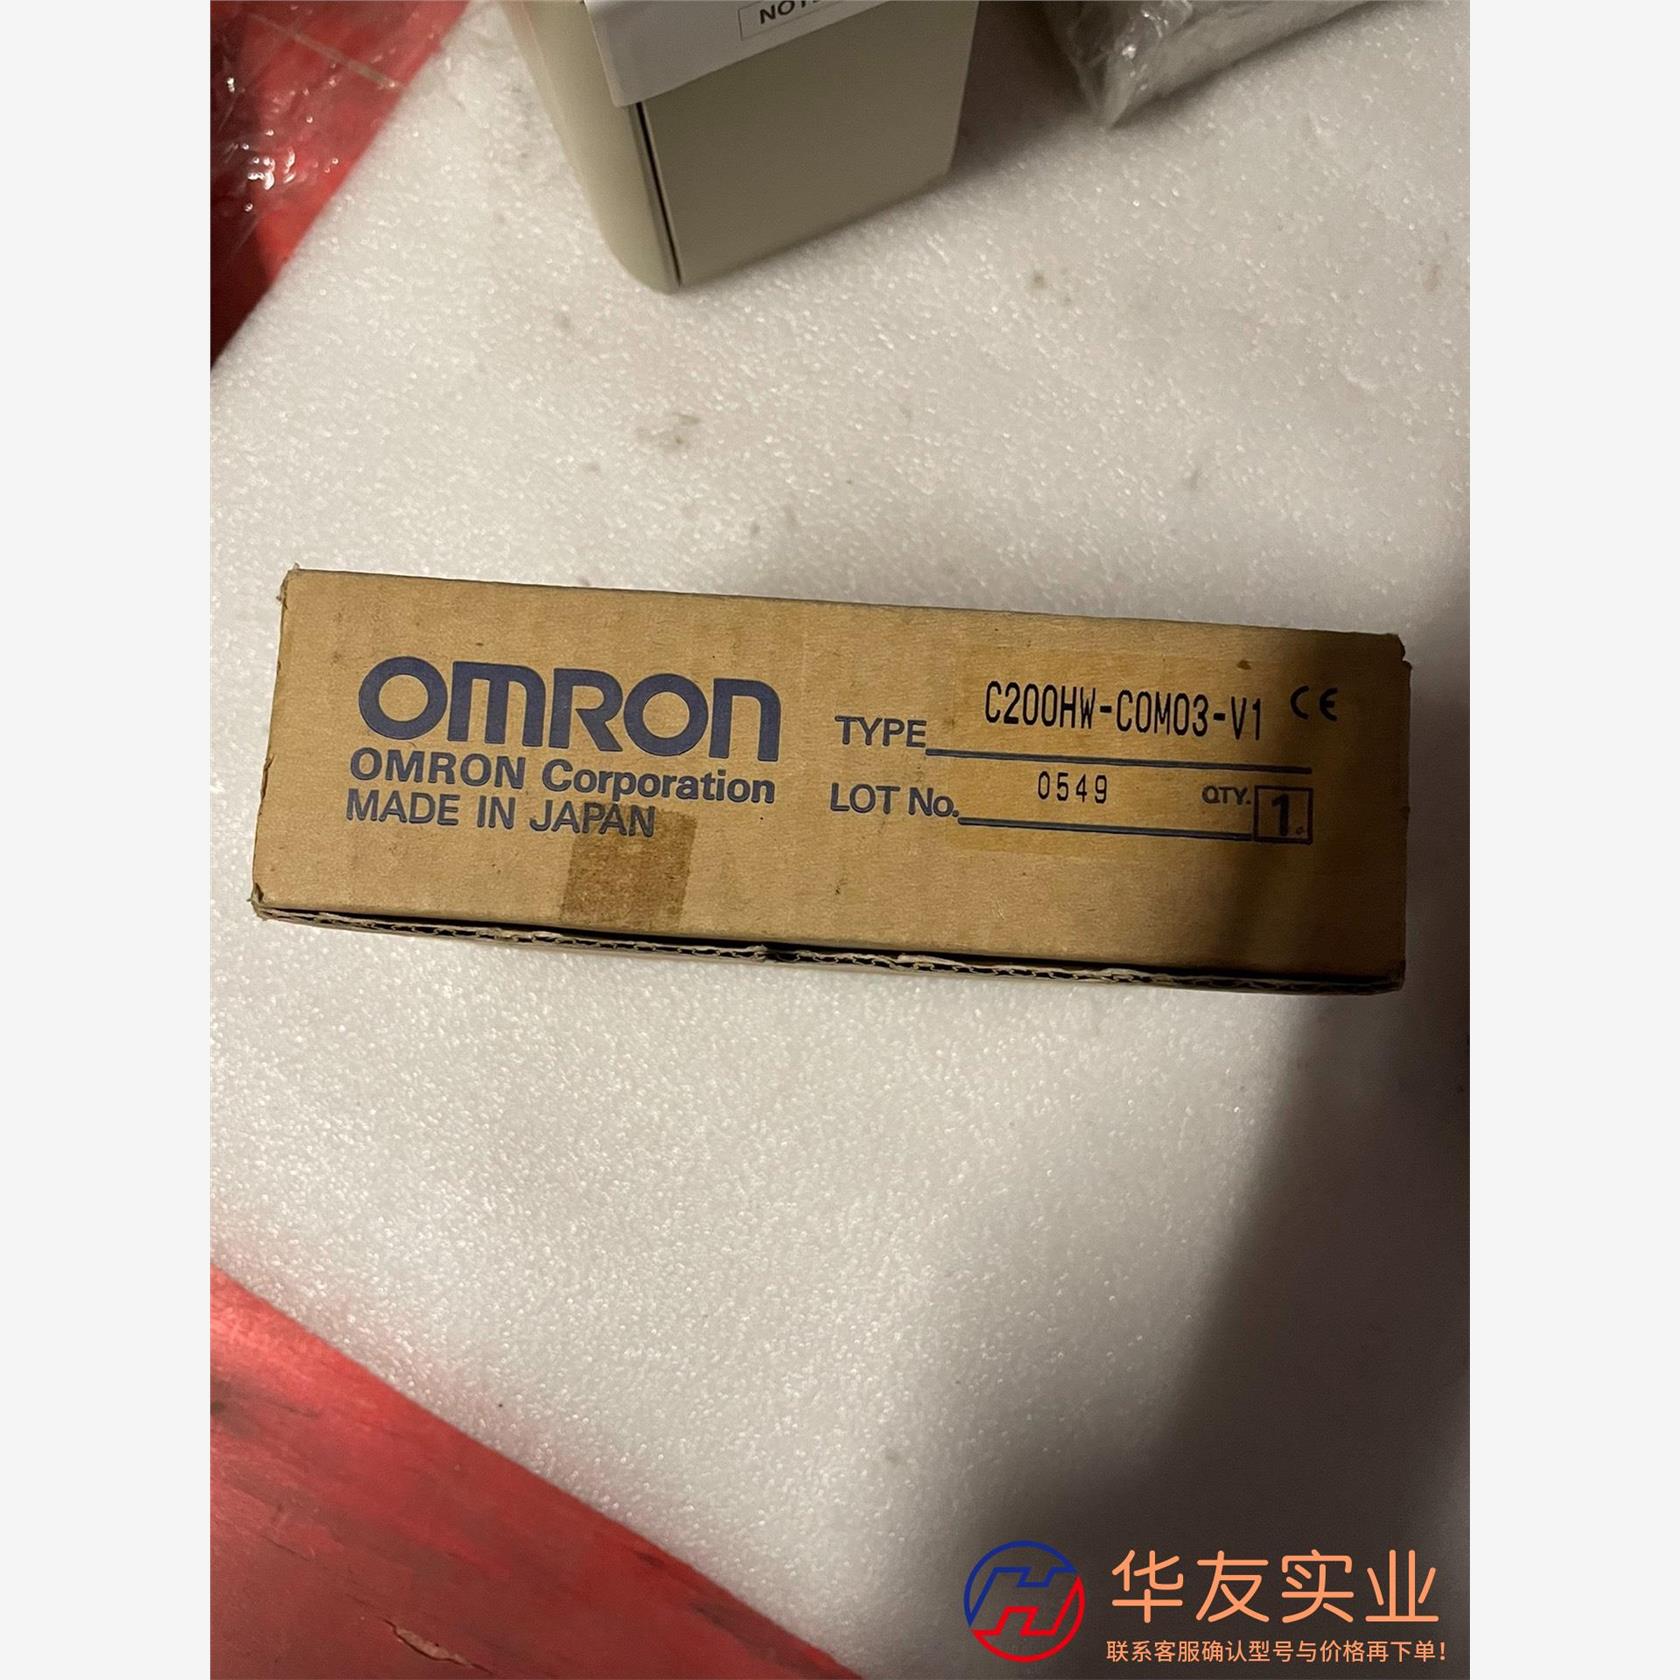 OMRON
OMRON Corporation
MADE IN JAPAN
TYPE C200HW-COM03-V1 CE
LOT No. 0549 QTY. 1
华友实业
联系客服确认型号与价格再下单！